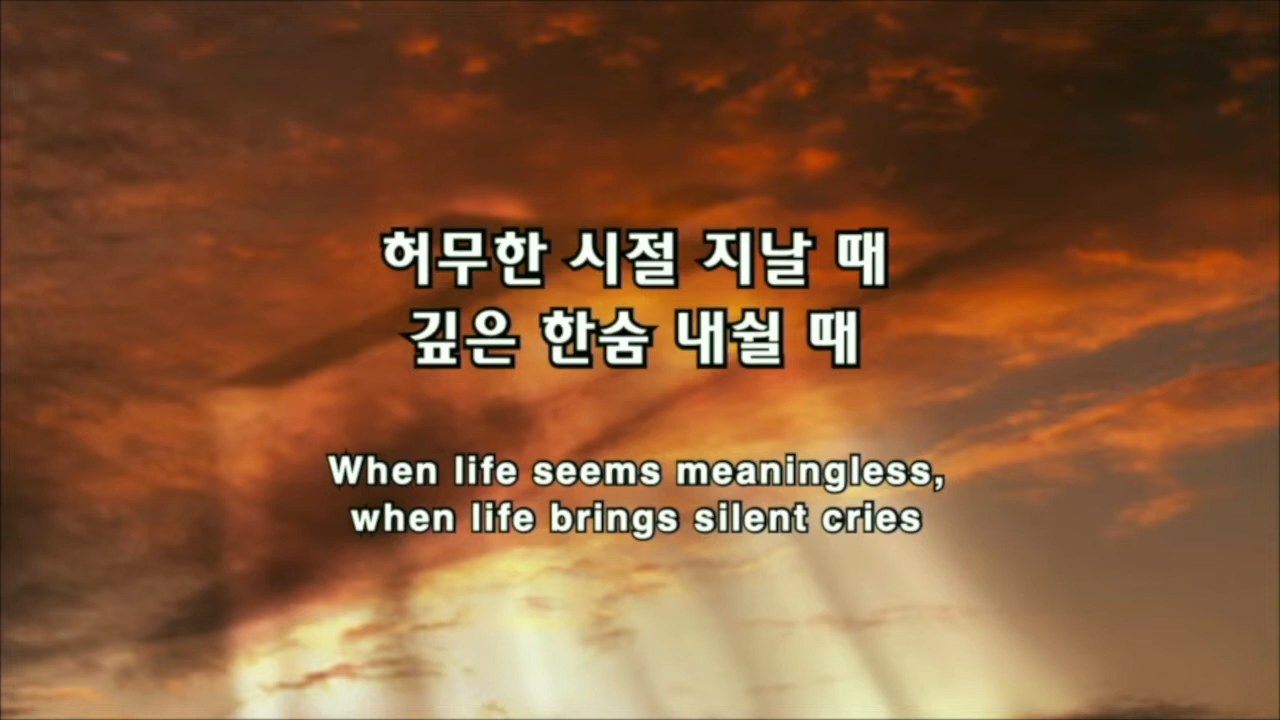 허무한 시절 지날 때
깊은 한숨 내쉴 때
When life seems meaningless,
when life brings silent cries